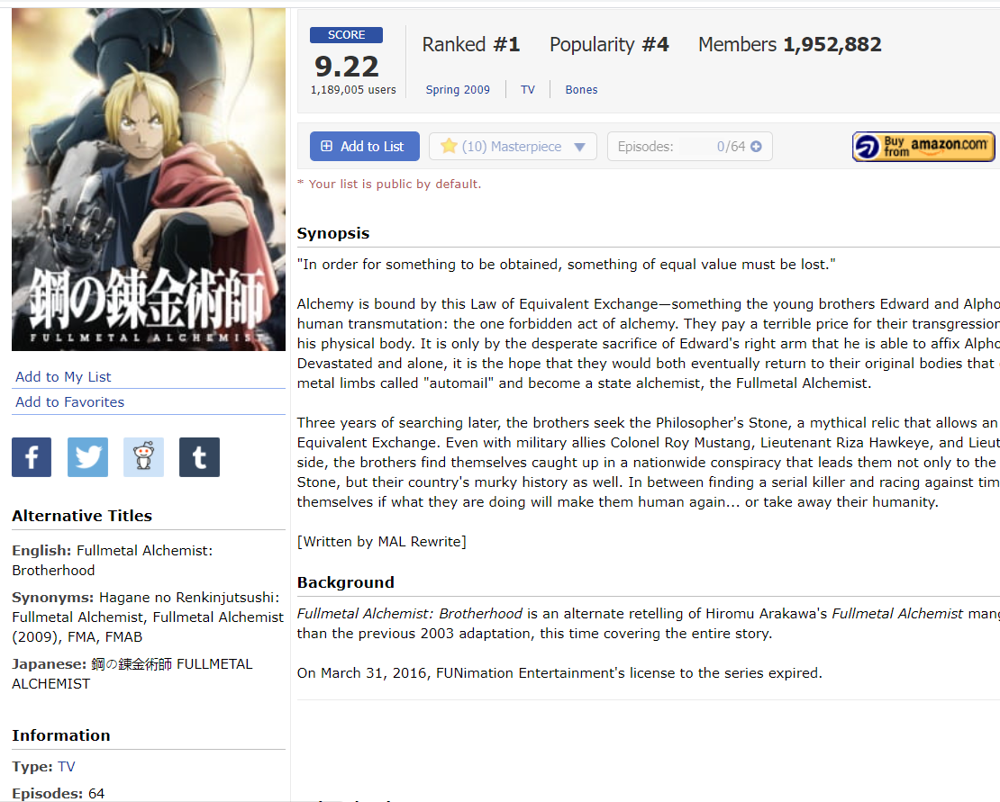 鋼の錬金術師
FULLMETAL ALCHEMIST
Add to My List
Add to Favorites
Alternative Titles
English: Fullmetal Alchemist:
Brotherhood
Synonyms: Hagane no Renkinjutsushi:
Fullmetal Alchemist, Fullmetal Alchemist
(2009), FMA, FMAB
Japanese: 鋼の錬金術師 FULLMETAL
ALCHEMIST
Information
Type: TV
Episodes: 64
SCORE
9.22
1,189,005 users
Ranked #1 Popularity #4 Members 1,952,882
Spring 2009 TV Bones
Add to List (10) Masterpiece Episodes: 0/64 Buy from amazon.com
* Your list is public by default.
Synopsis
"In order for something to be obtained, something of equal value must be lost."
Alchemy is bound by this Law of Equivalent Exchange—something the young brothers Edward and Alpho
human transmutation: the one forbidden act of alchemy. They pay a terrible price for their transgression
his physical body. It is only by the desperate sacrifice of Edward's right arm that he is able to affix Alpho
Devastated and alone, it is the hope that they would both eventually return to their original bodies that
metal limbs called "automail" and become a state alchemist, the Fullmetal Alchemist.
Three years of searching later, the brothers seek the Philosopher's Stone, a mythical relic that allows an
Equivalent Exchange. Even with military allies Colonel Roy Mustang, Lieutenant Riza Hawkeye, and Lieut
side, the brothers find themselves caught up in a nationwide conspiracy that leads them not only to the
Stone, but their country's murky history as well. In between finding a serial killer and racing against tim
themselves if what they are doing will make them human again... or take away their humanity.
[Written by MAL Rewrite]
Background
Fullmetal Alchemist: Brotherhood is an alternate retelling of Hiromu Arakawa's Fullmetal Alchemist mang
than the previous 2003 adaptation, this time covering the entire story.
On March 31, 2016, FUNimation Entertainment's license to the series expired.